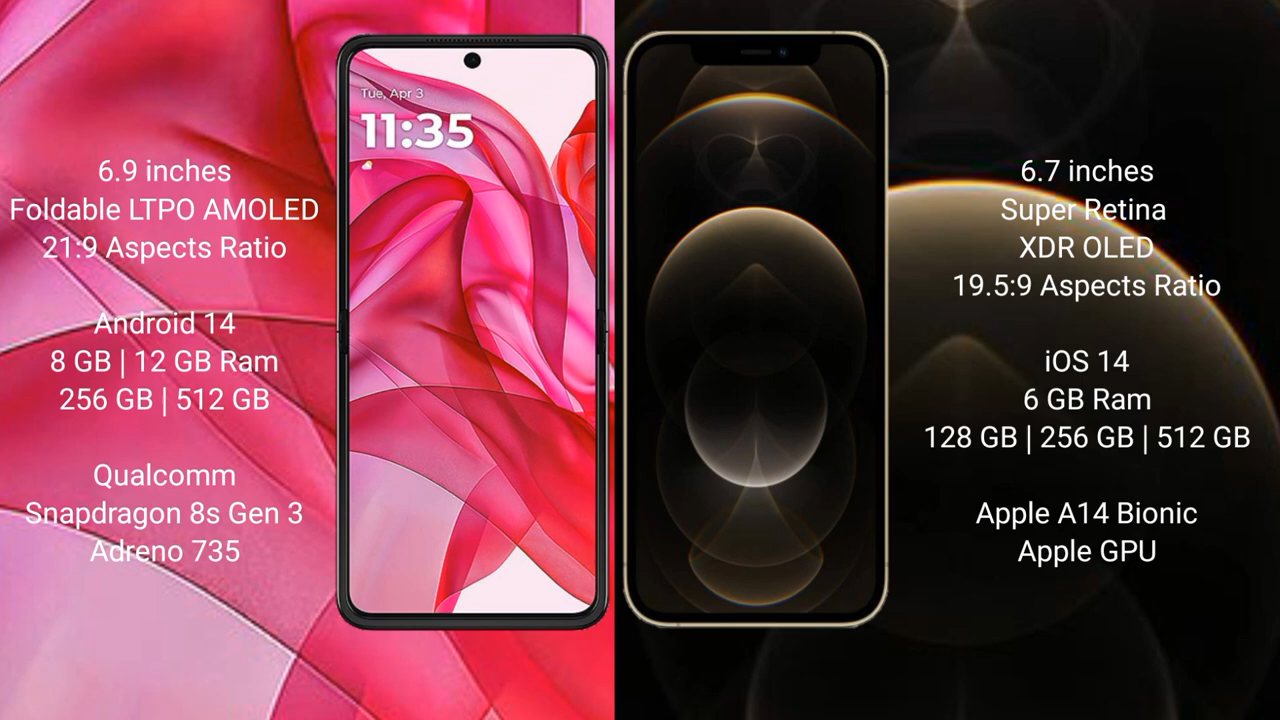 Tue, Apr 3
11:35
6.9 inches
Foldable LTPO AMOLED
21:9 Aspects Ratio
Android 14
8 GB | 12 GB Ram
256 GB | 512 GB
Qualcomm
Snapdragon 8s Gen 3
Adreno 735
6.7 inches
Super Retina
XDR OLED
19.5:9 Aspects Ratio
iOS 14
6 GB Ram
128 GB | 256 GB | 512 GB
Apple A14 Bionic
Apple GPU